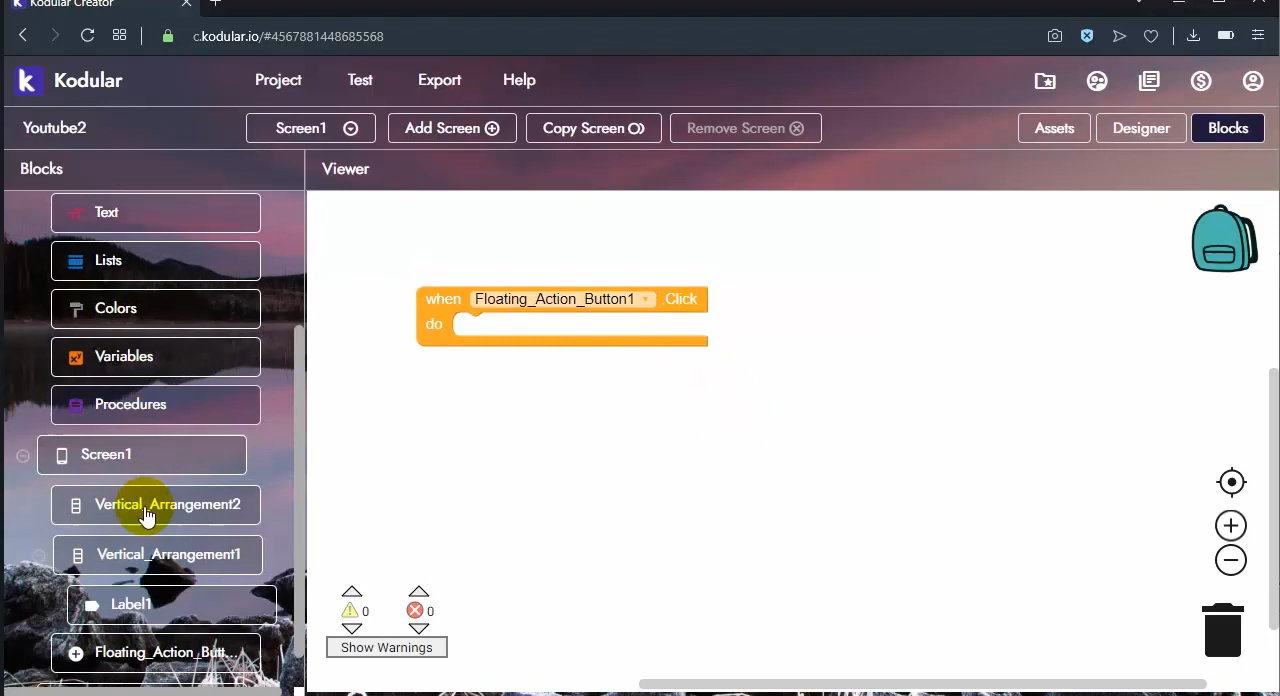 Kodular Creator
c.kodular.io/#4567881448685568
Kodular
Project
Test
Export
Help
Youtube2
Screen1
Add Screen
Copy Screen
Remove Screen
Assets
Designer
Blocks
Blocks
Viewer
Text
Lists
Colors
Variables
Procedures
Screen1
Vertical_Arrangement2
Vertical_Arrangement1
Label1
Floating_Action_Butt...
when Floating_Action_Button1 .Click
do
0
0
Show Warnings